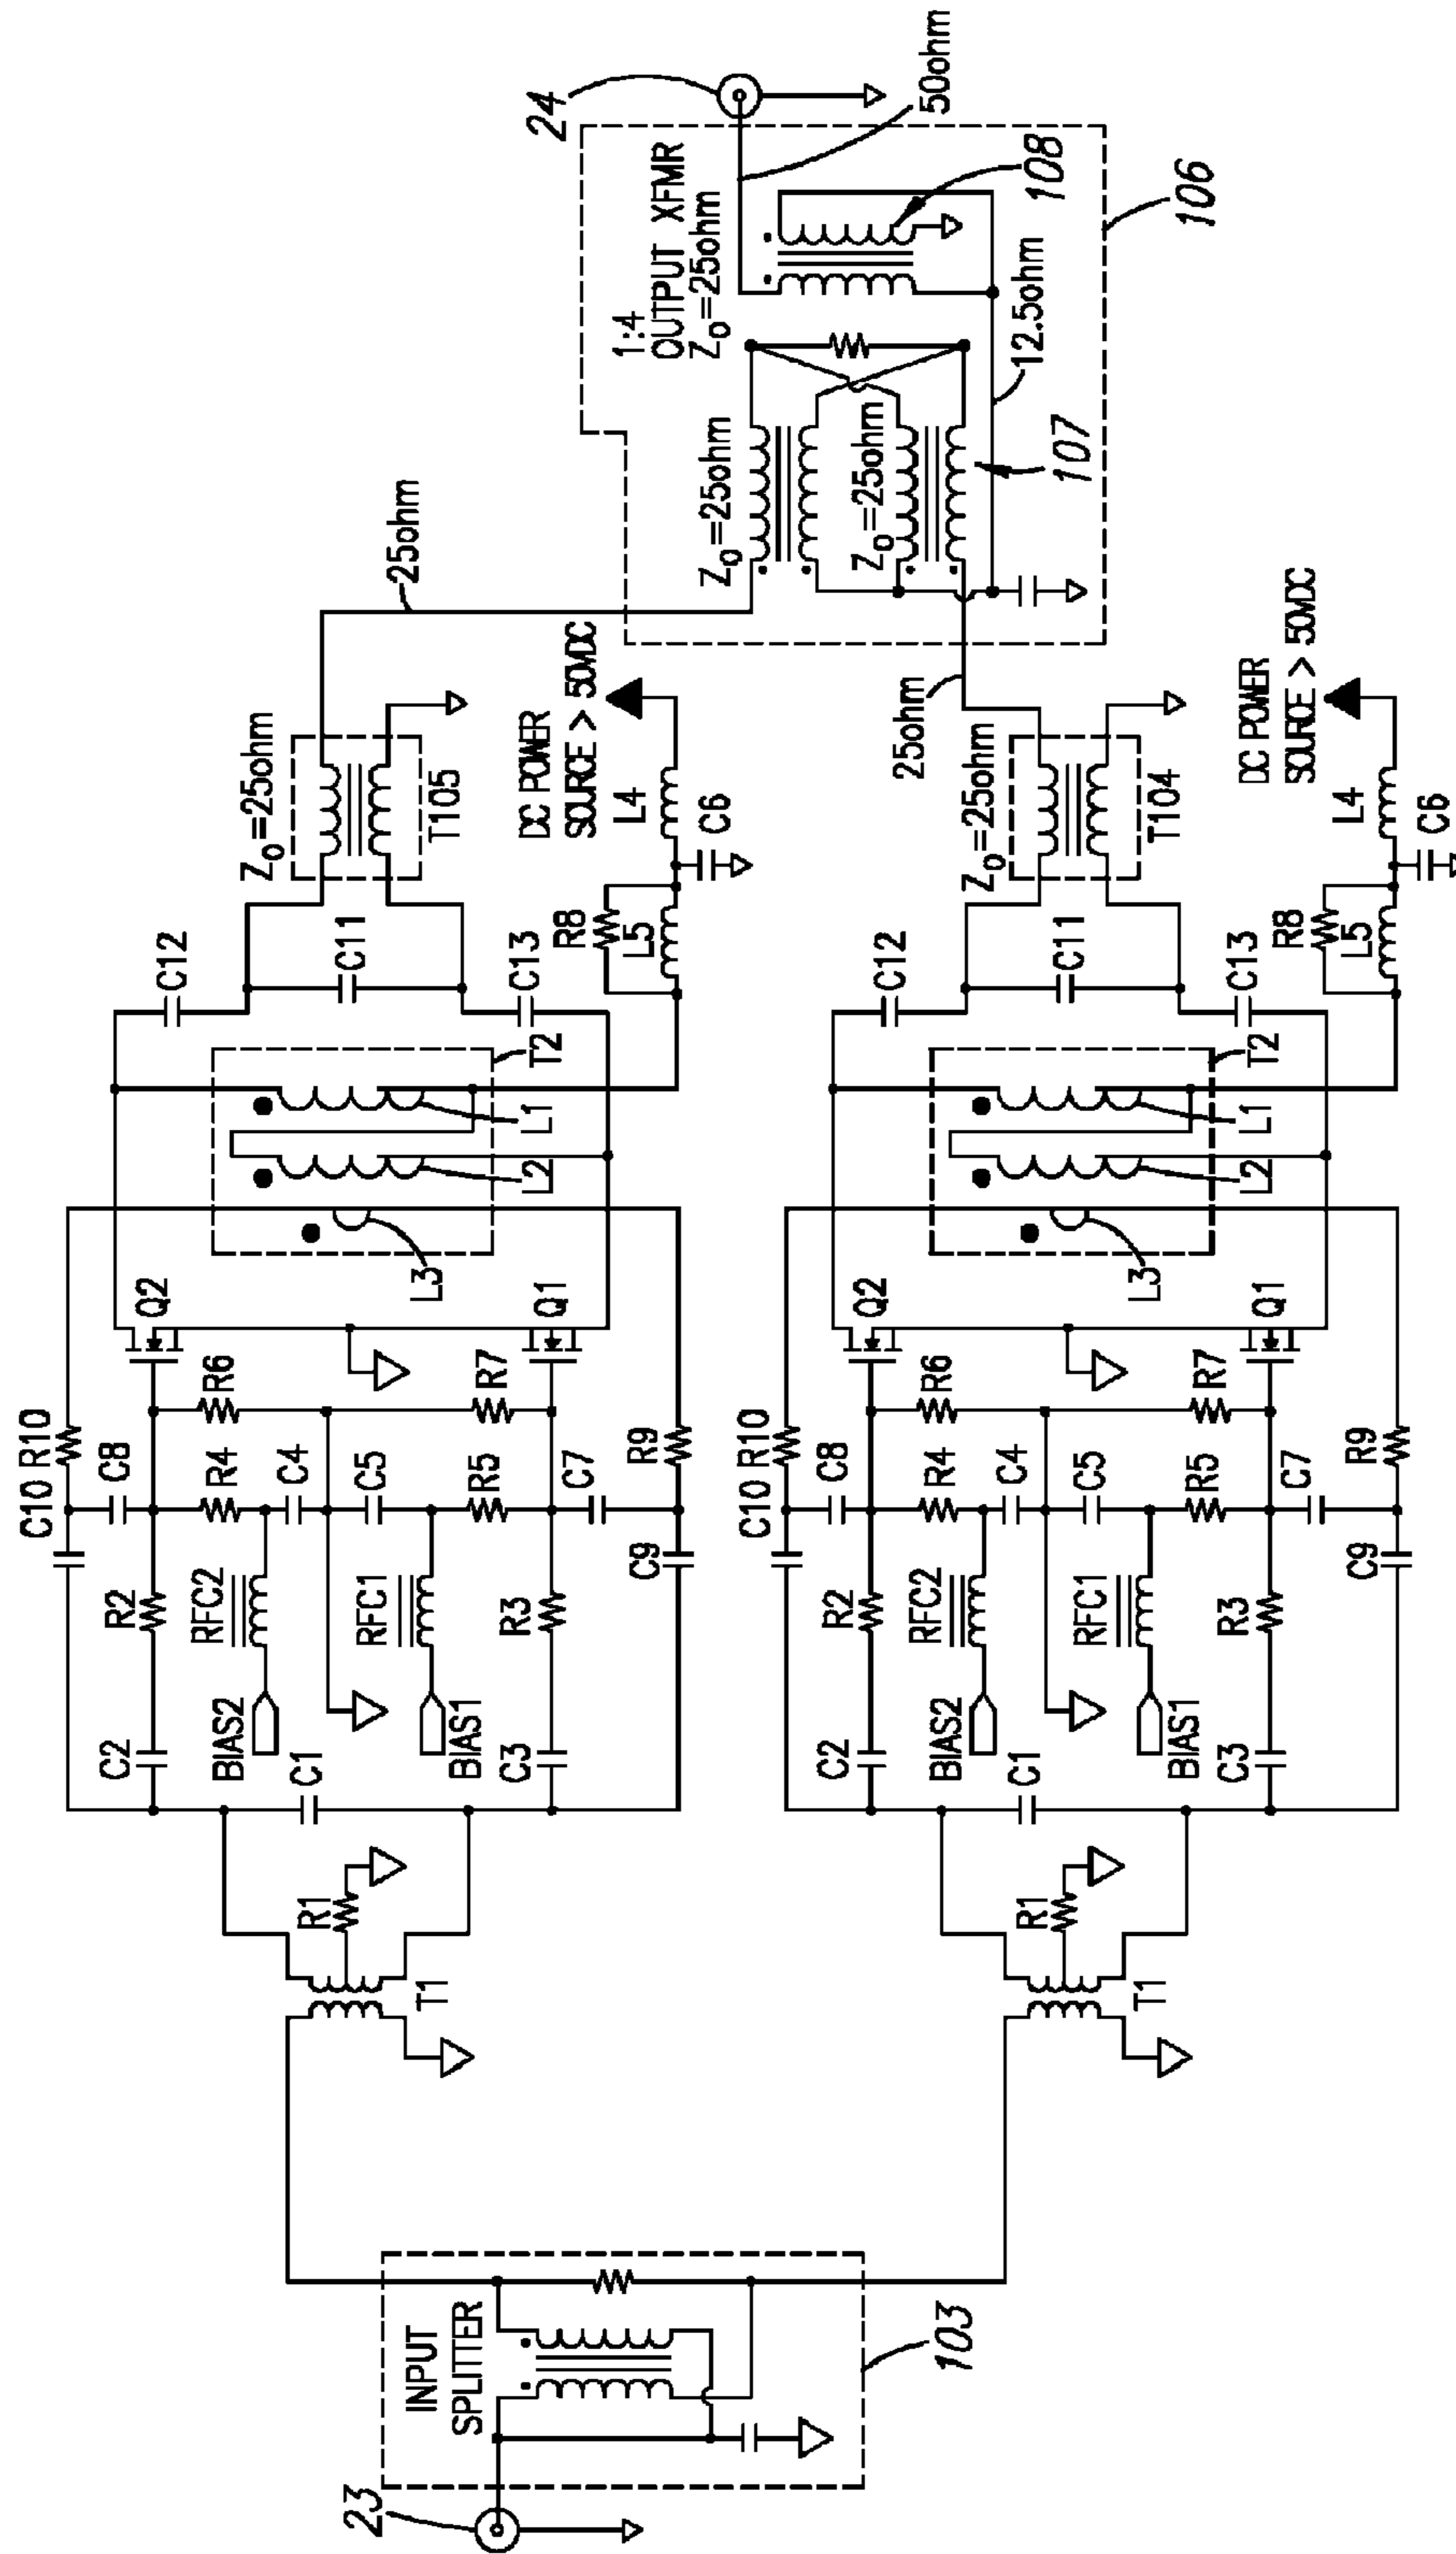 23
INPUT
SPLITTER
103
T1
R1
C10 R10
C2
R2
C8
BIAS2
RFC2
R4
R6
Q2
C1
C4
C5
BIAS1
RFC1
R5
R7
Q1
C3
R3
C7
C9
R9
L3
L2
L1
T2
C12
C11
C13
R8
L5
L4
C6
DC POWER
SOURCE > 50VDC
Zo=25ohm
T105
25ohm
T1
R1
C10 R10
C2
R2
C8
BIAS2
RFC2
R4
R6
Q2
C1
C4
C5
BIAS1
RFC1
R5
R7
Q1
C3
R3
C7
C9
R9
L3
L2
L1
T2
C12
C11
C13
R8
L5
L4
C6
DC POWER
SOURCE > 50VDC
Zo=25ohm
T104
25ohm
Zo=25ohm
Zo=25ohm
107
1:4
OUTPUT XFMR
Zo=25ohm
108
12.5ohm
106
24
50ohm